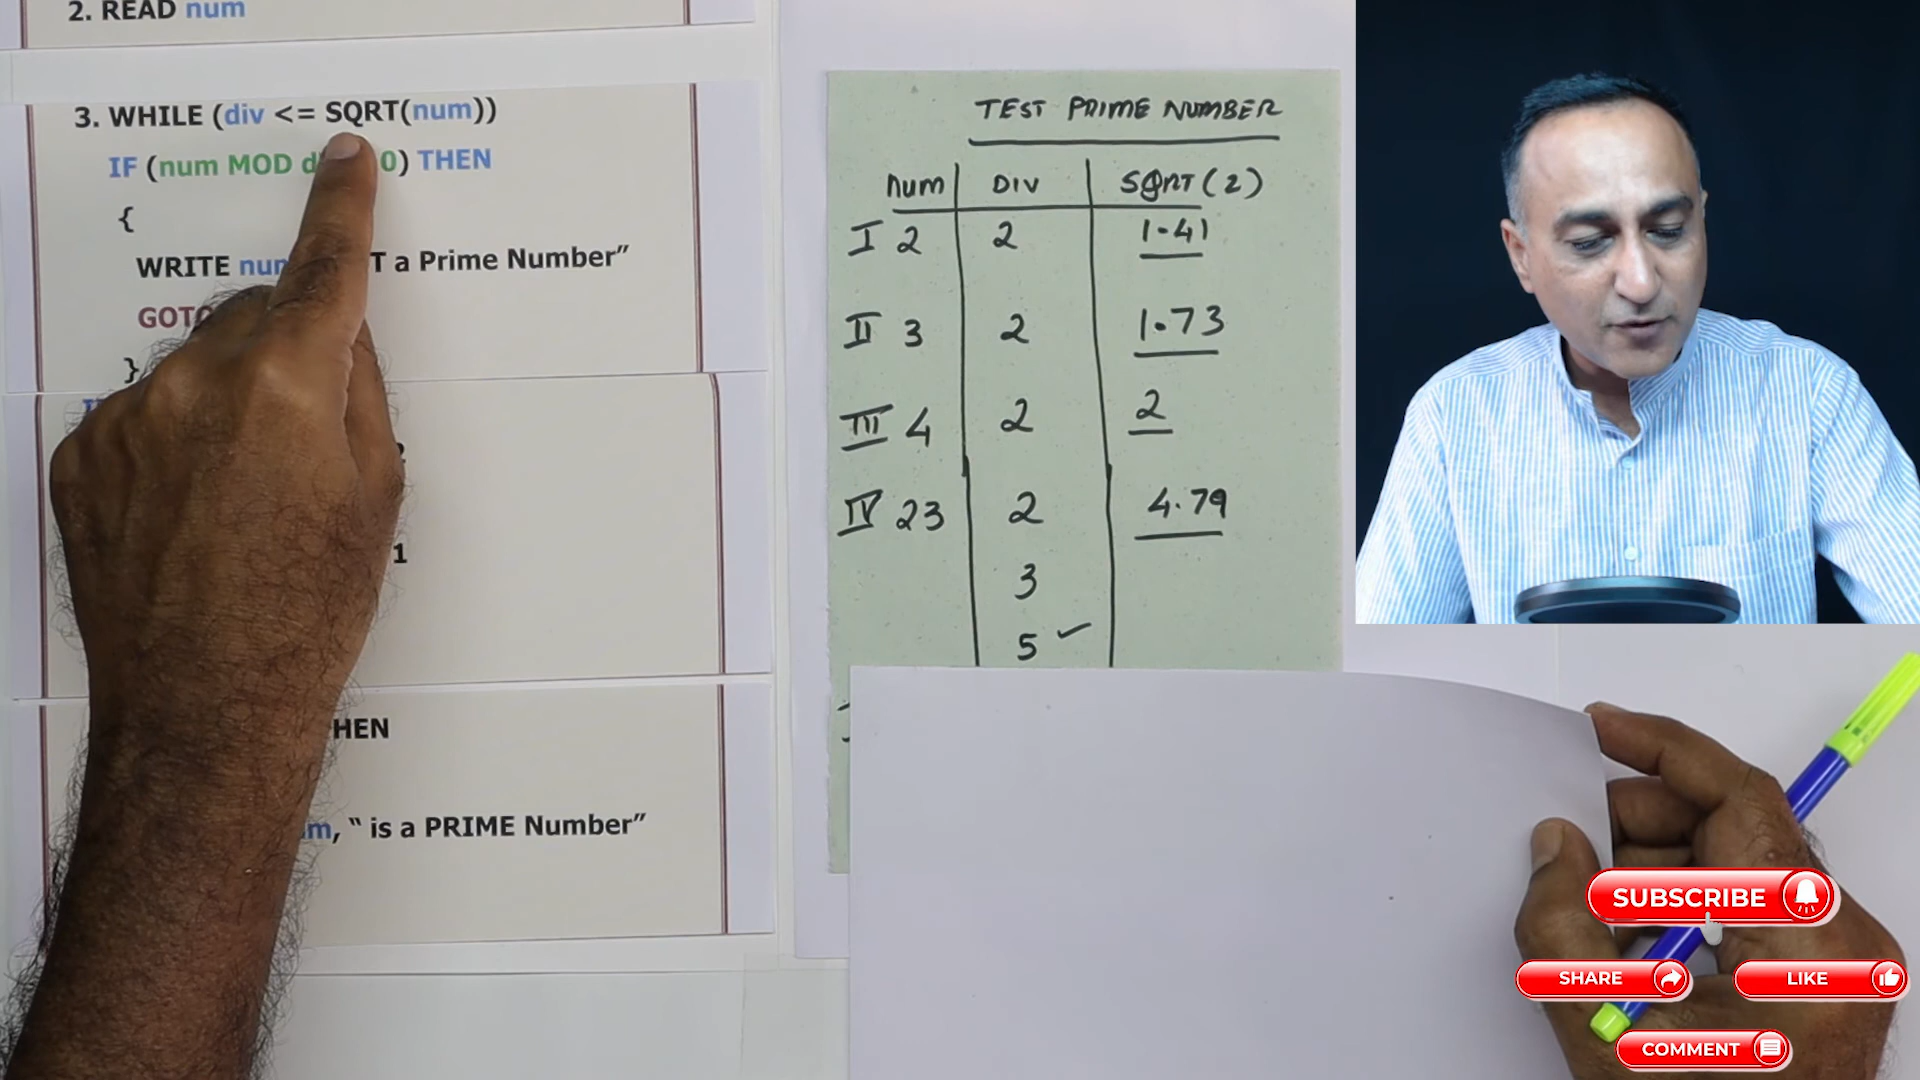 2. READ num
3. WHILE (div <= SQRT(num))
IF (num MOD 0) THEN
{
WRITE a Prime Number”
}
1
HEN
, “ is a PRIME Number”
TEST PRIME NUMBER
Num DIV SQRT (2)
I 2 2 1.41
II 3 2 1.73
III 4 2 2
IV 23 2 4.79
3
5 ✓
SUBSCRIBE
SHARE
LIKE
COMMENT